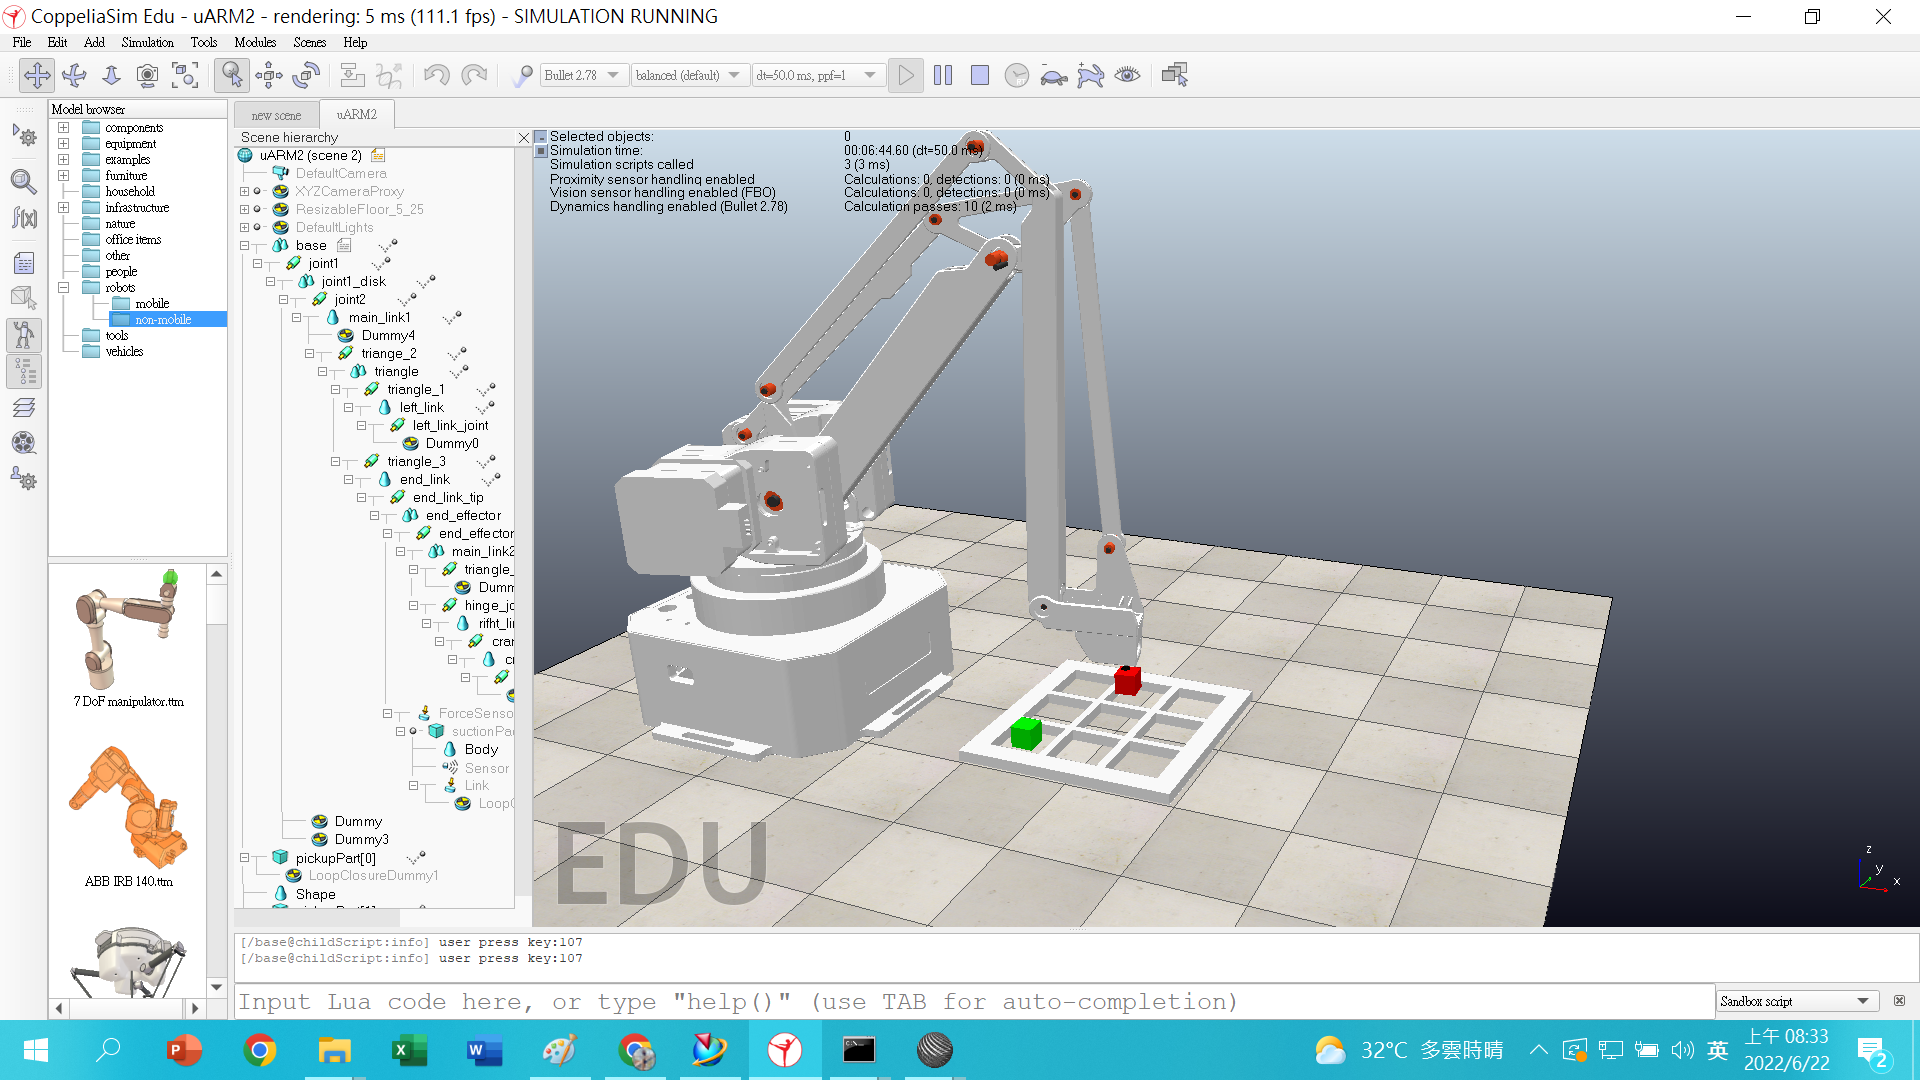 CoppeliaSim Edu - uARM2 - rendering: 5 ms (111.1 fps) - SIMULATION RUNNING
File Edit Add Simulation Tools Modules Scenes Help
Bullet 2.78 balanced (default) dt=50.0 ms, ppf=1
Model browser
components
equipment
examples
furniture
household
infrastructure
nature
office items
other
people
robots
mobile
non-mobile
tools
vehicles
7 DoF manipulator.ttm
ABB IRB 140.ttm
new scene uARM2
Scene hierarchy
uARM2 (scene 2)
DefaultCamera
XYZCameraProxy
ResizableFloor_5_25
DefaultLights
base
joint1
joint1_disk
joint2
main_link1
Dummy4
triange_2
triangle
triangle_1
left_link
left_link_joint
Dummy0
triangle_3
end_link
end_link_tip
end_effector
end_effector
main_link2
triangle_
Dumm
hinge_jo
rifht_lin
cran
c
ForceSenso
suctionPa
Body
Sensor
Link
LoopC
Dummy
Dummy3
pickupPart[0]
LoopClosureDummy1
Shape
Selected objects: 0
Simulation time: 00:06:44.60 (dt=50.0 ms)
Simulation scripts called 3 (3 ms)
Proximity sensor handling enabled Calculations: 0, detections: 0 (0 ms)
Vision sensor handling enabled (FBO) Calculations: 0, detections: 0 (0 ms)
Dynamics handling enabled (Bullet 2.78) Calculation passes: 10 (2 ms)
EDU
z
y
x
[/base@childScript:info] user press key:107
[/base@childScript:info] user press key:107
Input Lua code here, or type "help()" (use TAB for auto-completion)
Sandbox script
32°C 多雲時晴
英
上午 08:33
2022/6/22
2